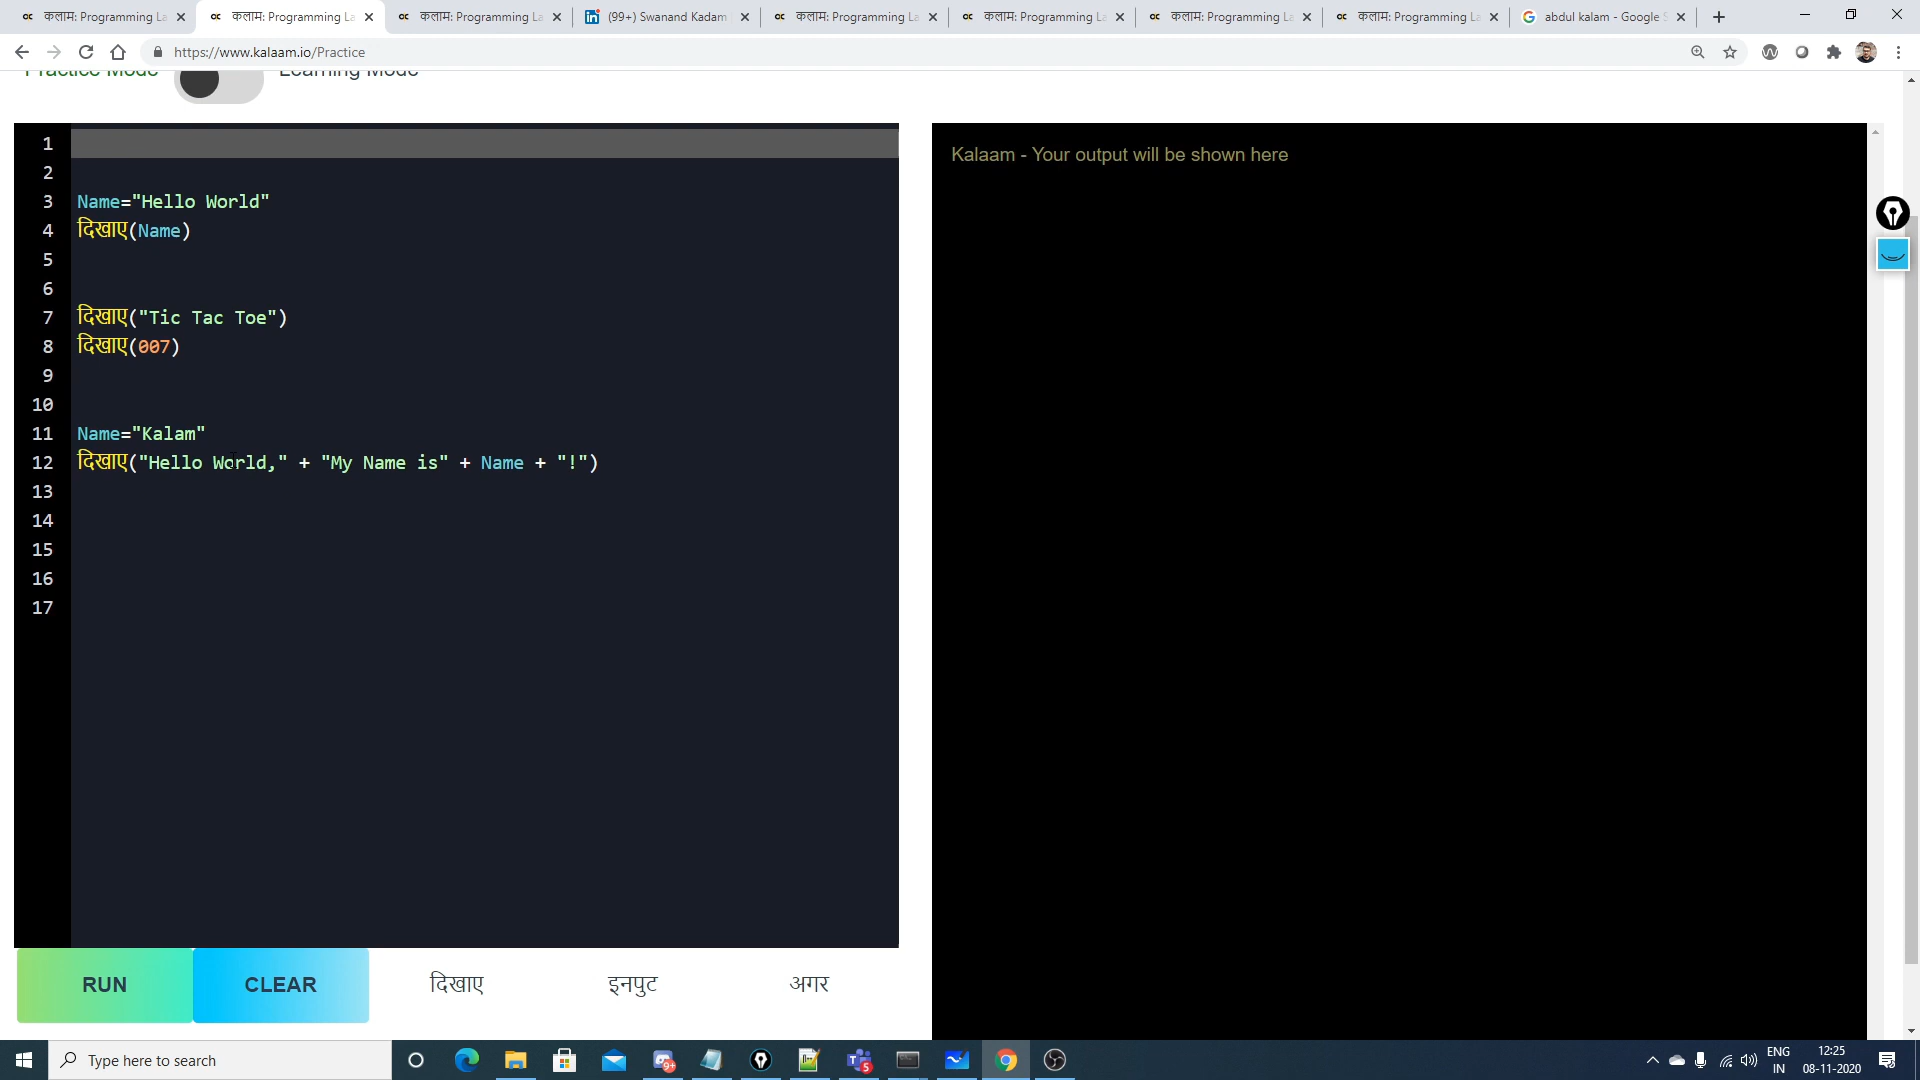 कलाम: Programming La
कलाम: Programming La
कलाम: Programming La
(99+) Swanand Kadam
कलाम: Programming La
कलाम: Programming La
कलाम: Programming La
कलाम: Programming La
abdul kalam - Google S
https://www.kalaam.io/Practice
Practice Mode
Learning Mode
1
2
3 Name="Hello World"
4 दिखाए(Name)
5
6
7 दिखाए("Tic Tac Toe")
8 दिखाए(007)
9
10
11 Name="Kalam"
12 दिखाए("Hello World," + "My Name is" + Name + "!")
13
14
15
16
17
Kalaam - Your output will be shown here
RUN
CLEAR
दिखाए
इनपुट
अगर
Type here to search
ENG
IN
12:25
08-11-2020